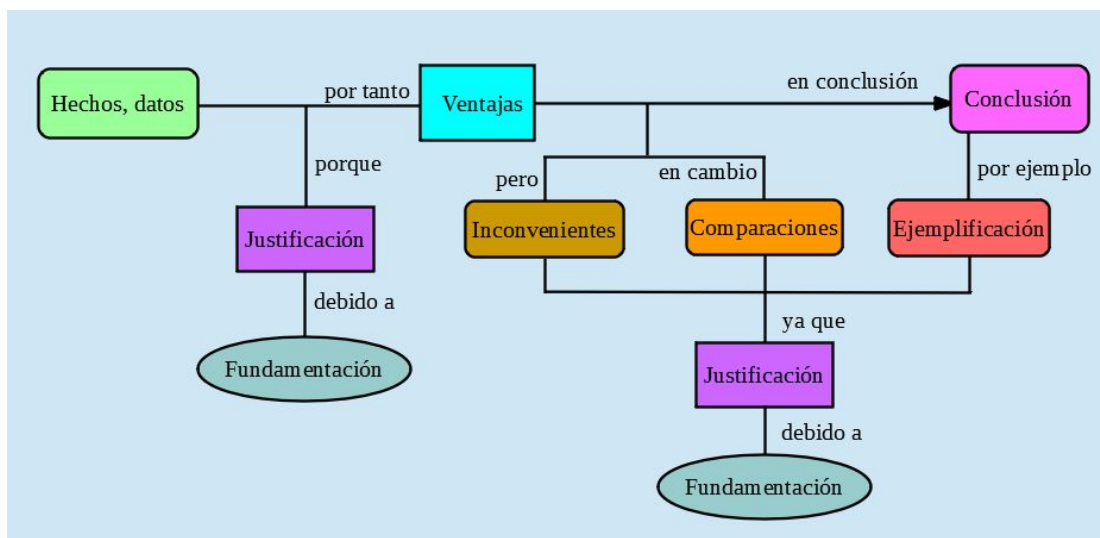 Hechos, datos
por tanto
Ventajas
en conclusión
Conclusión
porque
pero
en cambio
por ejemplo
Justificación
Inconvenientes
Comparaciones
Ejemplificación
debido a
ya que
Fundamentación
Justificación
debido a
Fundamentación